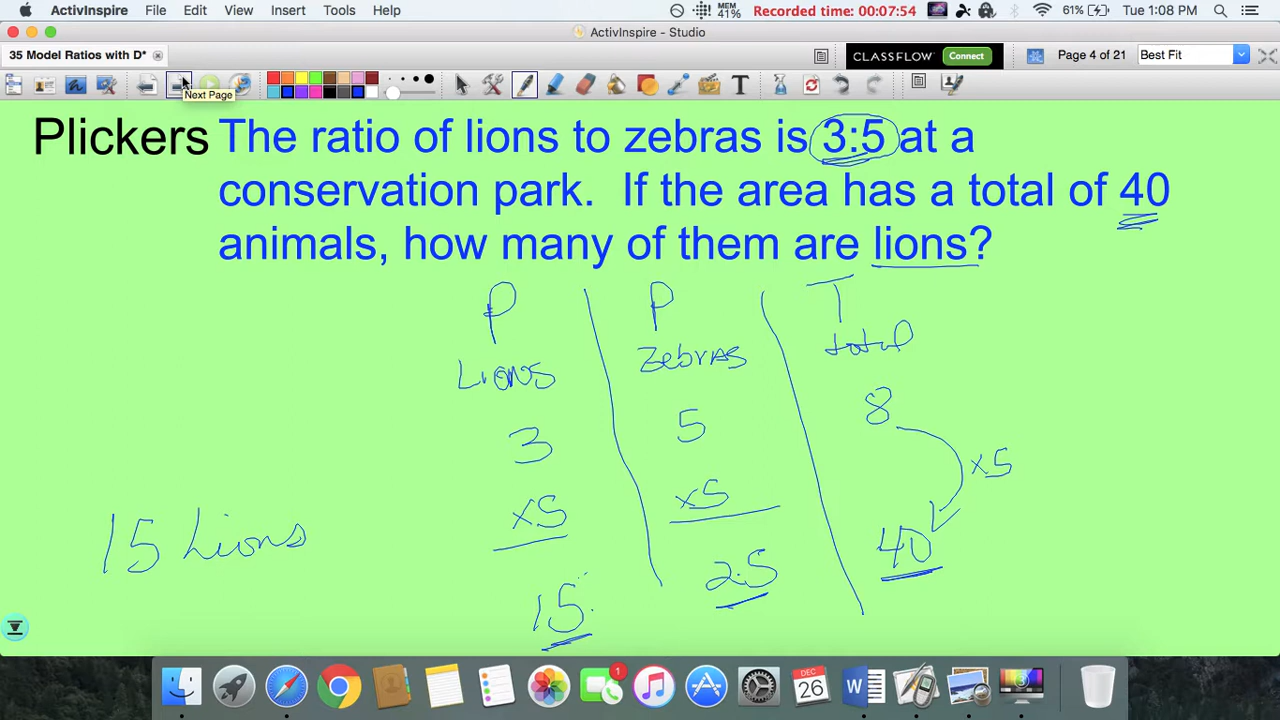 ActivInspire File Edit View Insert Tools Help MEM 41% Recorded time: 00:07:54 61% Tue 1:08 PM
ActivInspire - Studio
35 Model Ratios with D* CLASSFLOW Connect Page 4 of 21 Best Fit
T
Next Page
Plickers The ratio of lions to zebras is 3:5 at a
conservation park. If the area has a total of 40
animals, how many of them are lions?
P P T
Lions Zebras total
3 5 8
x5 x5 x5
15 Lions 15 25 40
1
DEC
26